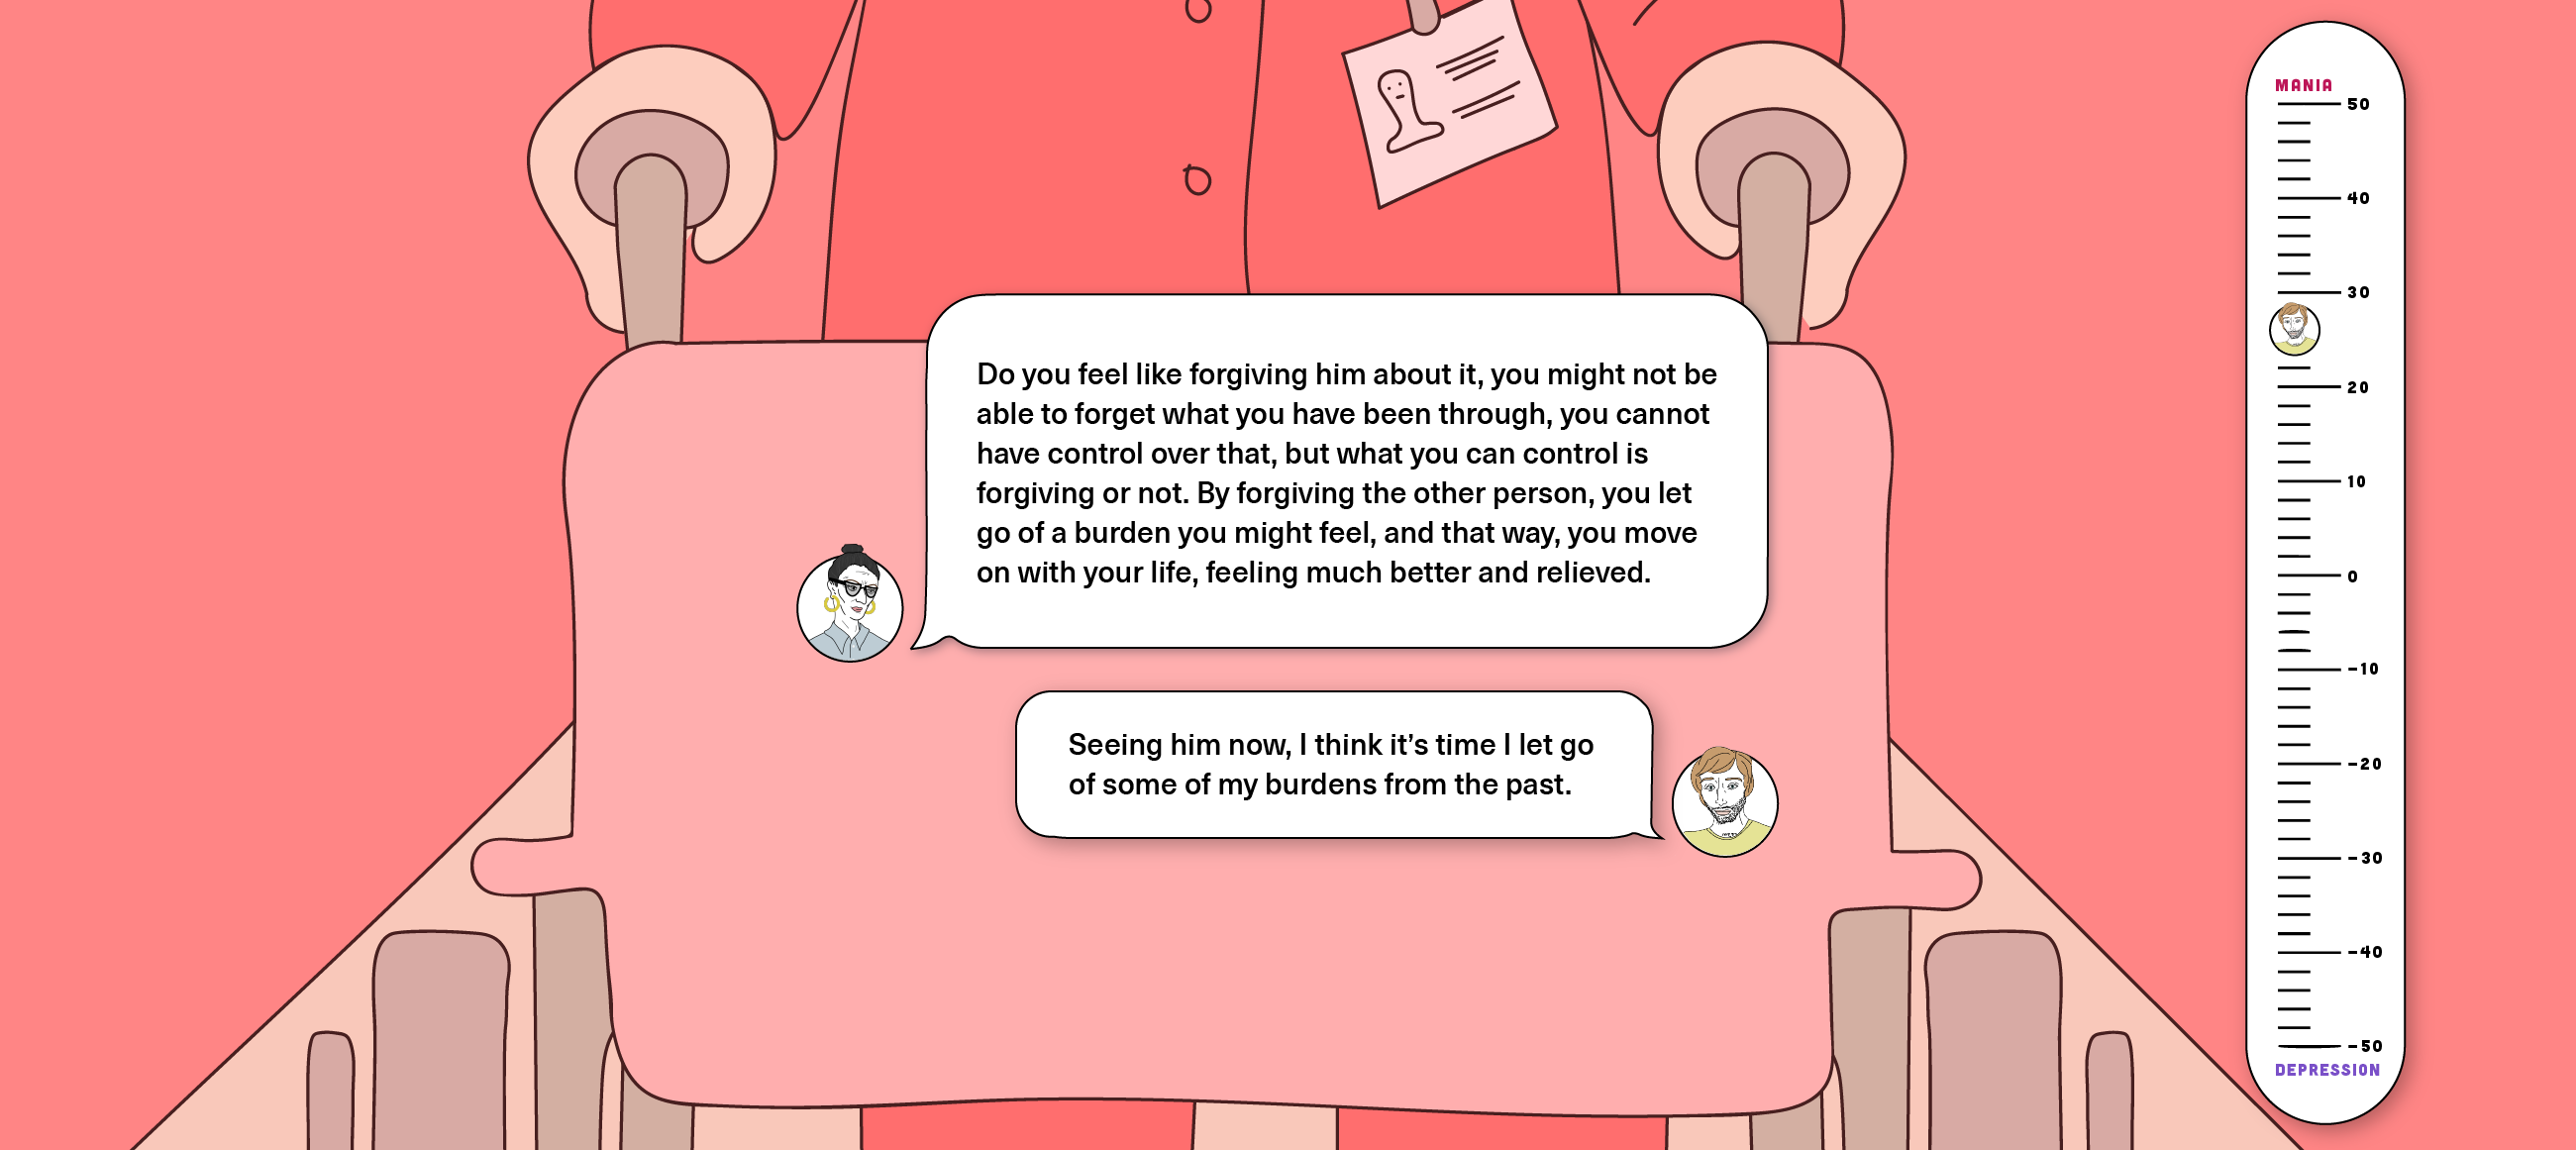 Do you feel like forgiving him about it, you might not be
able to forget what you have been through, you cannot
have control over that, but what you can control is
forgiving or not. By forgiving the other person, you let
go of a burden you might feel, and that way, you move
on with your life, feeling much better and relieved.
Seeing him now, I think it’s time I let go
of some of my burdens from the past.
MANIA
50
40
30
20
10
0
-10
-20
-30
-40
-50
DEPRESSION